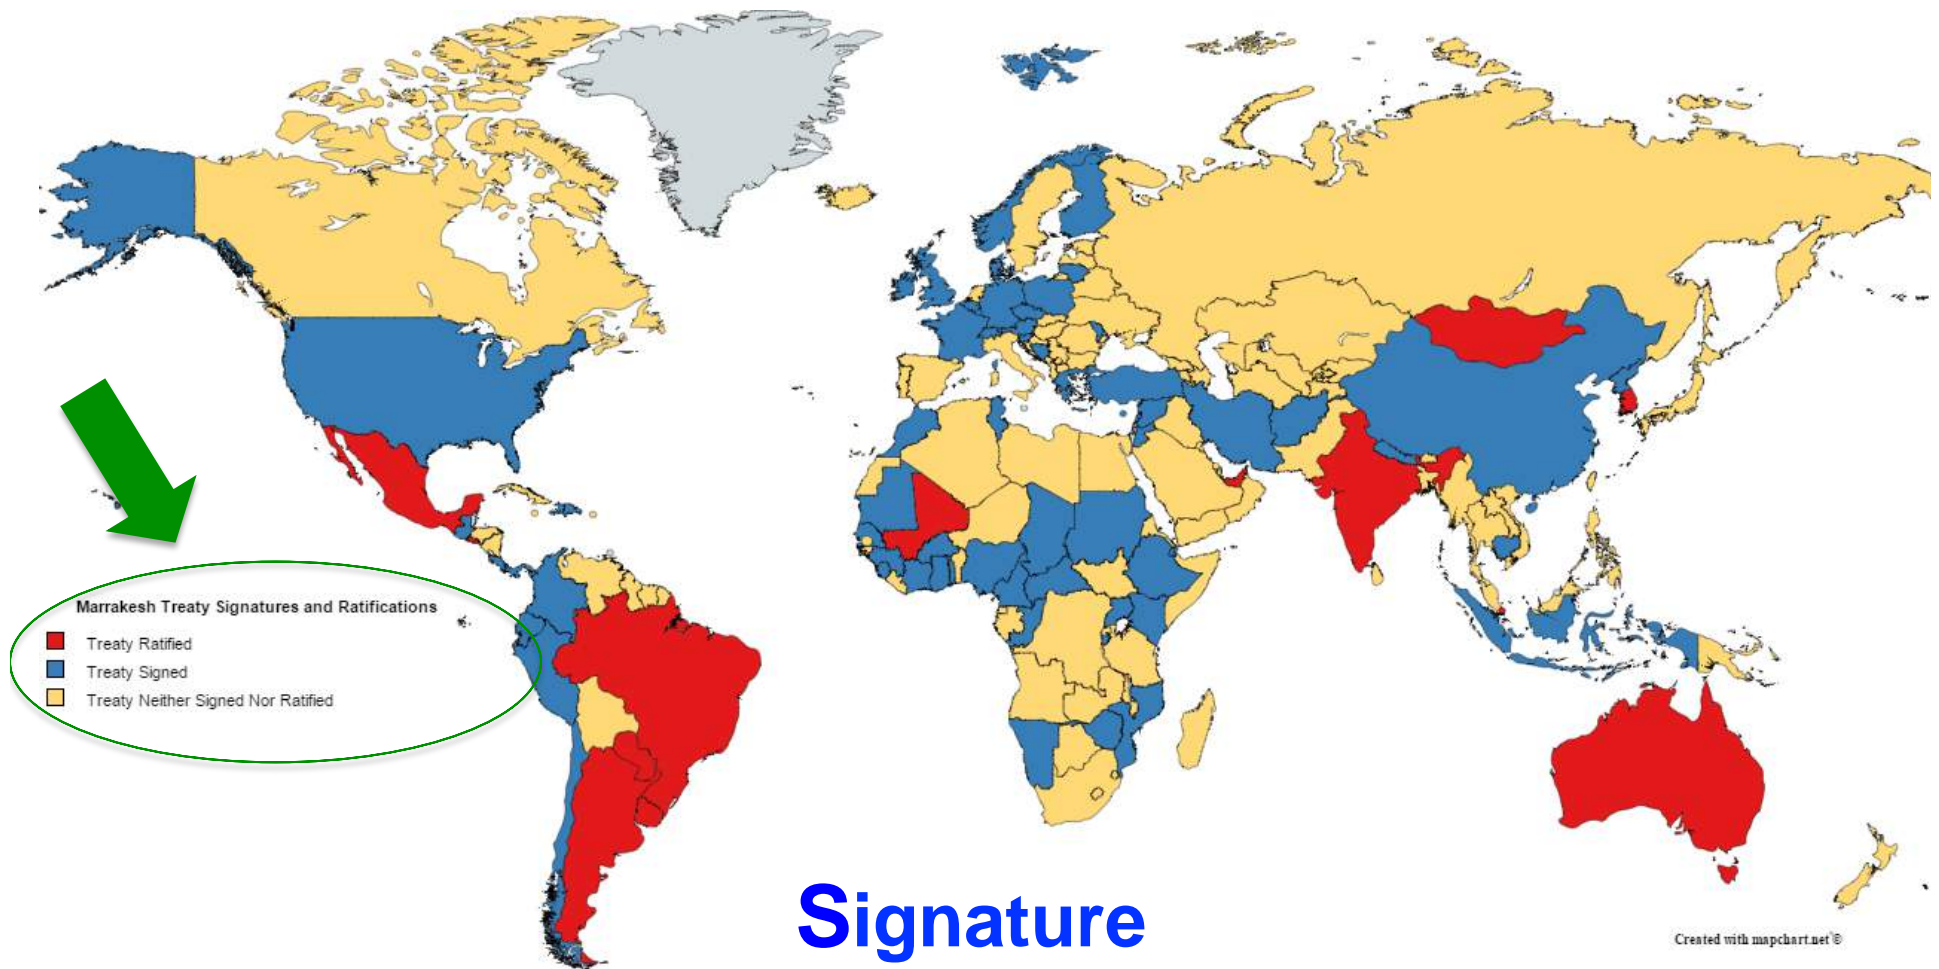 Marrakesh Treaty Signatures and Ratifications
Treaty Ratified
Treaty Signed
Treaty Neither Signed Nor Ratified
Signature
Created with mapchart.net ©